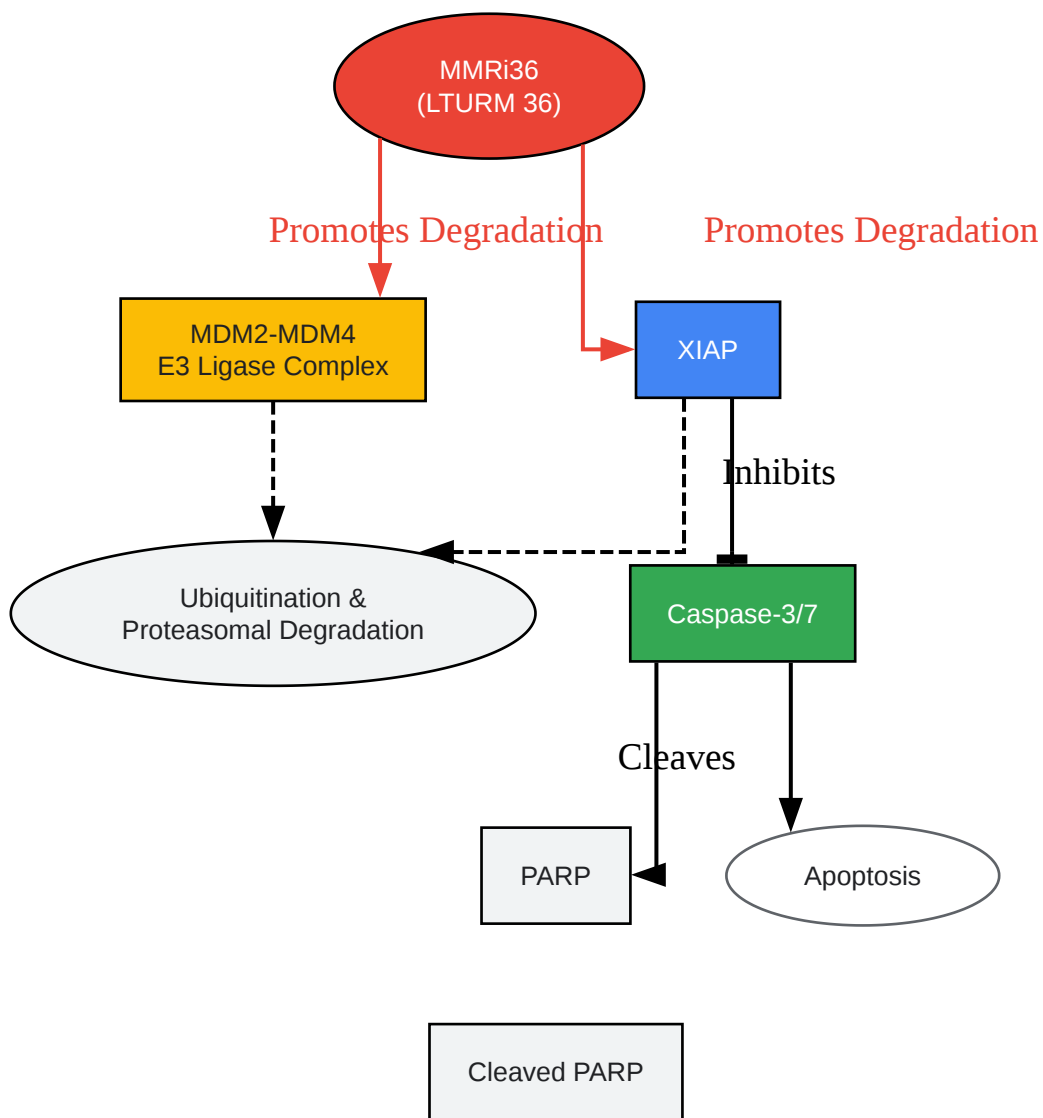 MMRi36
(LTURM 36)
Promotes Degradation
Promotes Degradation
MDM2-MDM4
E3 Ligase Complex
XIAP
Inhibits
Ubiquitination &
Proteasomal Degradation
Caspase-3/7
Cleaves
PARP
Apoptosis
Cleaved PARP